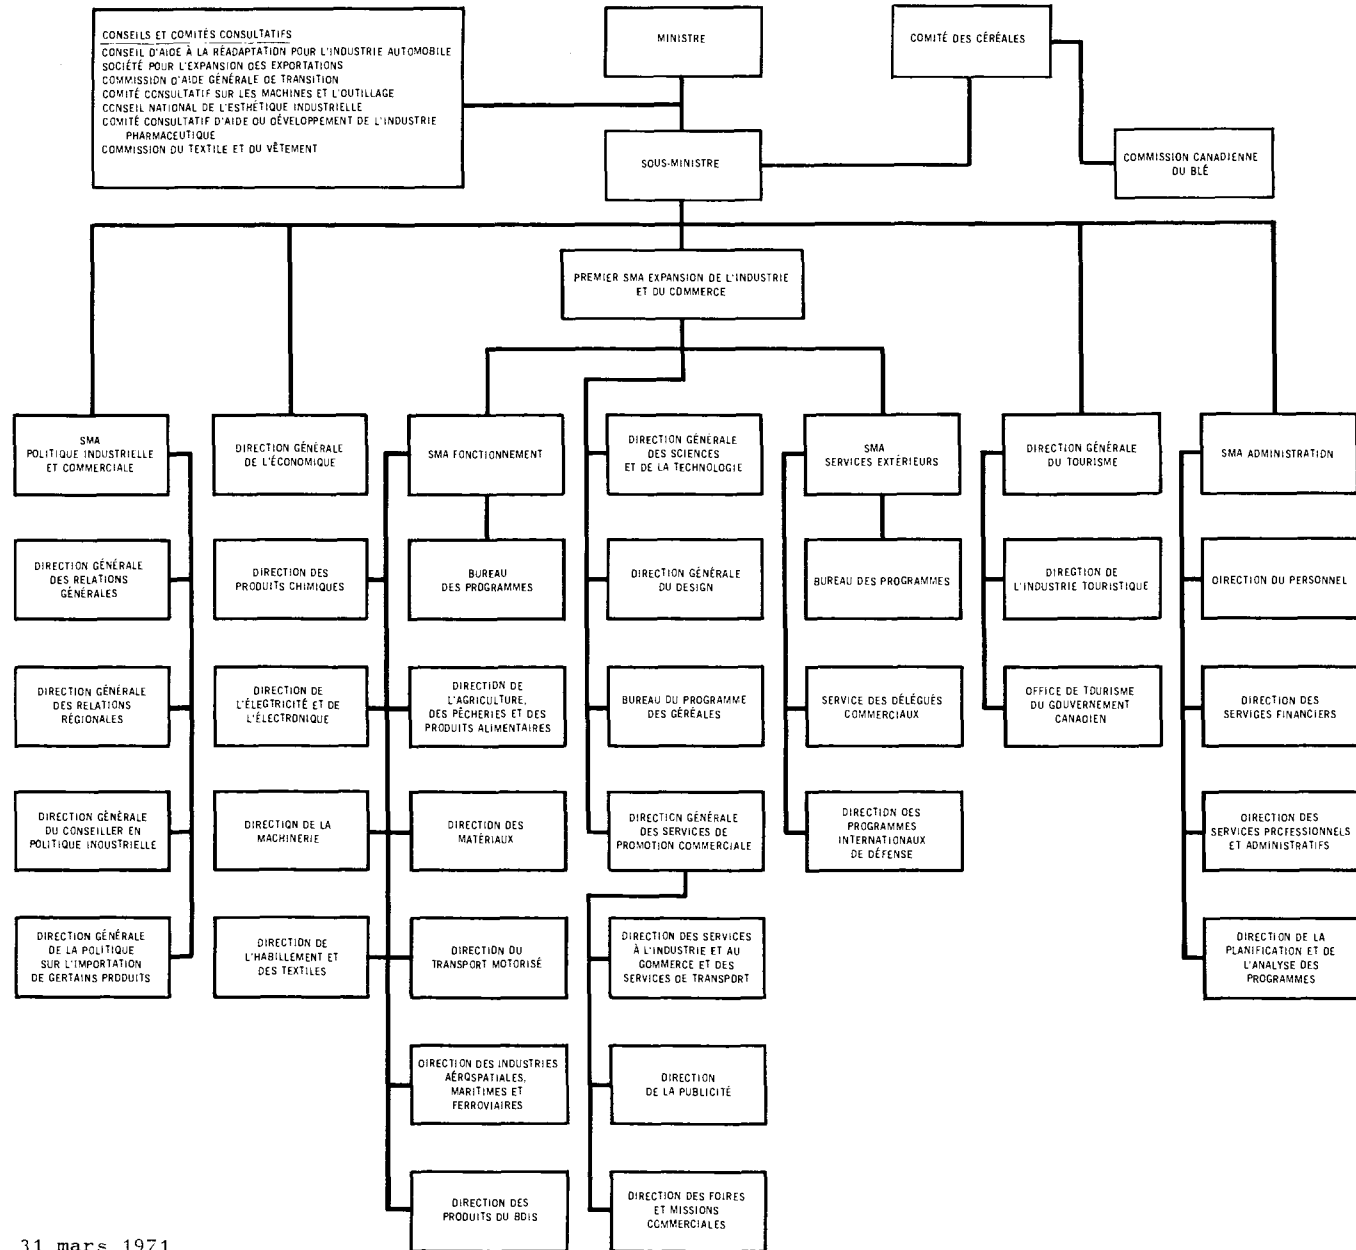 CONSEILS ET COMITÉS CONSULTATIFS
CONSEIL D'AIDE À LA RÉADAPTATION POUR L'INDUSTRIE AUTOMOBILE
SOCIÉTÉ POUR L'EXPANSION DES EXPORTATIONS
COMMISSION D'AIDE GÉNÉRALE DE TRANSITION
COMITÉ CONSULTATIF SUR LES MACHINES ET L'OUTILLAGE
CONSEIL NATIONAL DE L'ESTHÉTIQUE INDUSTRIELLE
COMITÉ CONSULTATIF D'AIDE OU DÉVELOPPEMENT DE L'INDUSTRIE
PHARMACEUTIQUE
COMMISSION DU TEXTILE ET DU VÊTEMENT
MINISTRE
COMITÉ DES CÉRÉALES
SOUS-MINISTRE
COMMISSION CANADIENNE
DU BLÉ
PREMIER SMA EXPANSION DE L'INDUSTRIE
ET DU COMMERCE
SMA
POLITIQUE INDUSTRIELLE
ET COMMERCIALE
DIRECTION GÉNÉRALE
DE L'ÉCONOMIQUE
SMA FONCTIONNEMENT
DIRECTION GÉNÉRALE
DES SCIENCES
ET DE LA TECHNOLOGIE
SMA
SERVICES EXTÉRIEURS
DIRECTION GÉNÉRALE
DU TOURISME
SMA ADMINISTRATION
DIRECTION GÉNÉRALE
DES RELATIONS
GÉNÉRALES
DIRECTION DES
PRODUITS CHIMIQUES
BUREAU
DES PROGRAMMES
DIRECTION GÉNÉRALE
DU DESIGN
BUREAU DES PROGRAMMES
DIREGTION DE
L'INDUSTRIE TOURISTIQUE
DIRECTION DU PERSONNEL
DIRECTION GÉNÉRALE
DES RELATIONS
RÉGIONALES
DIRECTION DE
L'ÉLEGTRICITÉ ET DE
L'ÉLECTRONIQUE
DIRECTION DE
L'AGRICULTURE,
DES PÊCHERIES ET DES
PRODUITS ALIMENTAIRES
BUREAU DU PROGRAMME
DES GÉRÉALES
SERVICE DES DÉLÉGUÉS
COMMERCIAUX
OFFICE DE TOURISME
DU GOUVERNEMENT
CANADIEN
DIRECTION DES
SERVIGES FINANCIERS
DIRECTION GÉNÉRALE
DU CONSEILLER EN
POLITIQUE INDUSTRIELLE
DIRECTION DE LA
MACHINERIE
DIRECTION DES
MATÉRIAUX
DIRECTION GÉNÉRALE
DES SERVICES DE
PROMOTION COMMERCIALE
DIRECTION DES
PROGRAMMES
INTERNATIONAUX
DE DÉFENSE
DIRECTION DES
SERVICES PROFESSIONNELS
ET ADMINISTRATIFS
DIRECTION GÉNÉRALE
DE LA POLITIQUE
SUR L'IMPORTATION
DE GERTAINS PRODUITS
DIRECTION DE
L'HABILLEMENT ET
DES TEXTILES
DIRECTION DU
TRANSPORT MOTORISÉ
DIRECTION DES SERVICES
À L'INDUSTRIE ET AU
GOMMERCE ET DES
SERVICES DE TRANSPORT
DIRECTION DE LA
PLANIFICATION ET DE
L'ANALYSE DES
PROGRAMMES
DIRECTION DES INDUSTRIES
AÉROSPATIALES,
MARITIMES ET
FERROVIAIRES
DIRECTION
DE LA PUBLICITÉ
DIRECTION DES
PRODUITS DU BOIS
DIRECTION DES FOIRES
ET MISSIONS
COMMERCIALES
31 mars 1971